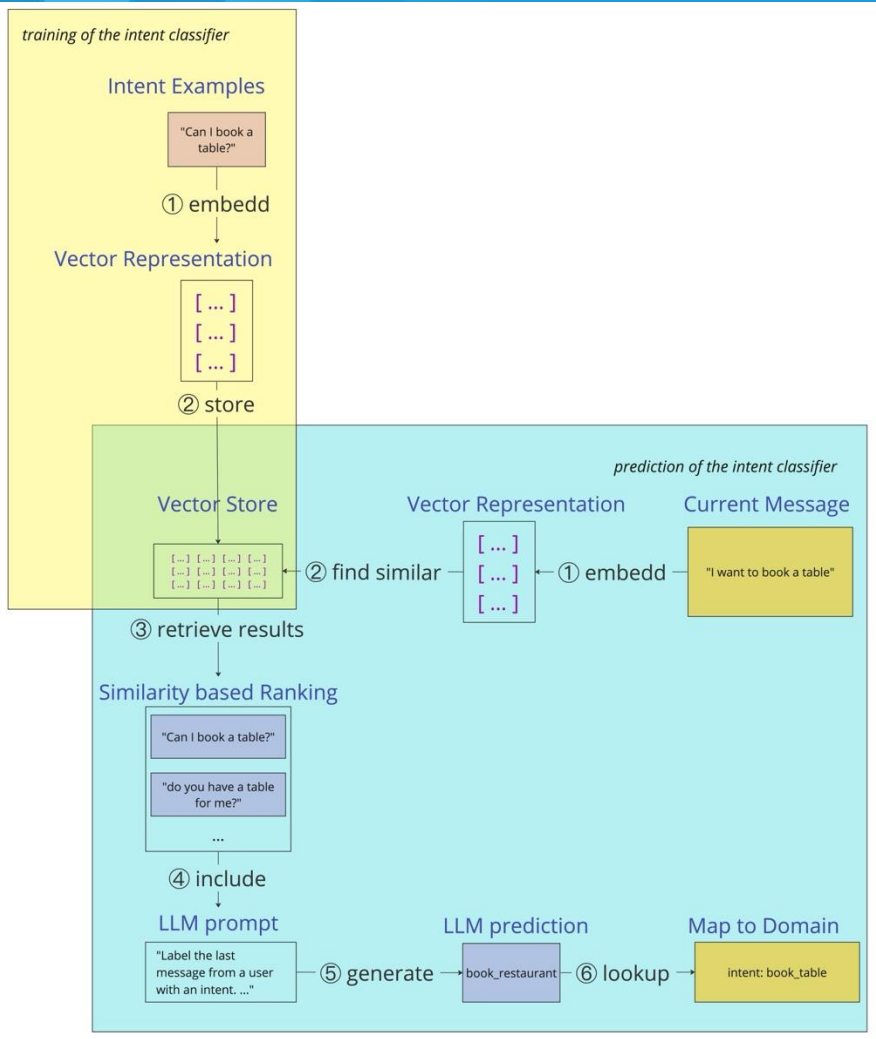 training of the intent classifier
Intent Examples
"Can I book a
table?"
① embedd
Vector Representation
[ ... ]
[ ... ]
[ ... ]
② store
prediction of the intent classifier
Vector Store
Vector Representation
Current Message
[...] [...] [...] [...]
[...] [...] [...] [...]
[...] [...] [...] [...]
② find similar
[ ... ]
[ ... ]
[ ... ]
① embedd
"I want to book a table"
③ retrieve results
Similarity based Ranking
"Can I book a table?"
"do you have a table
for me?"
...
④ include
LLM prompt
LLM prediction
Map to Domain
"Label the last
message from a user
with an intent. ..."
⑤ generate
book_restaurant
⑥ lookup
intent: book_table